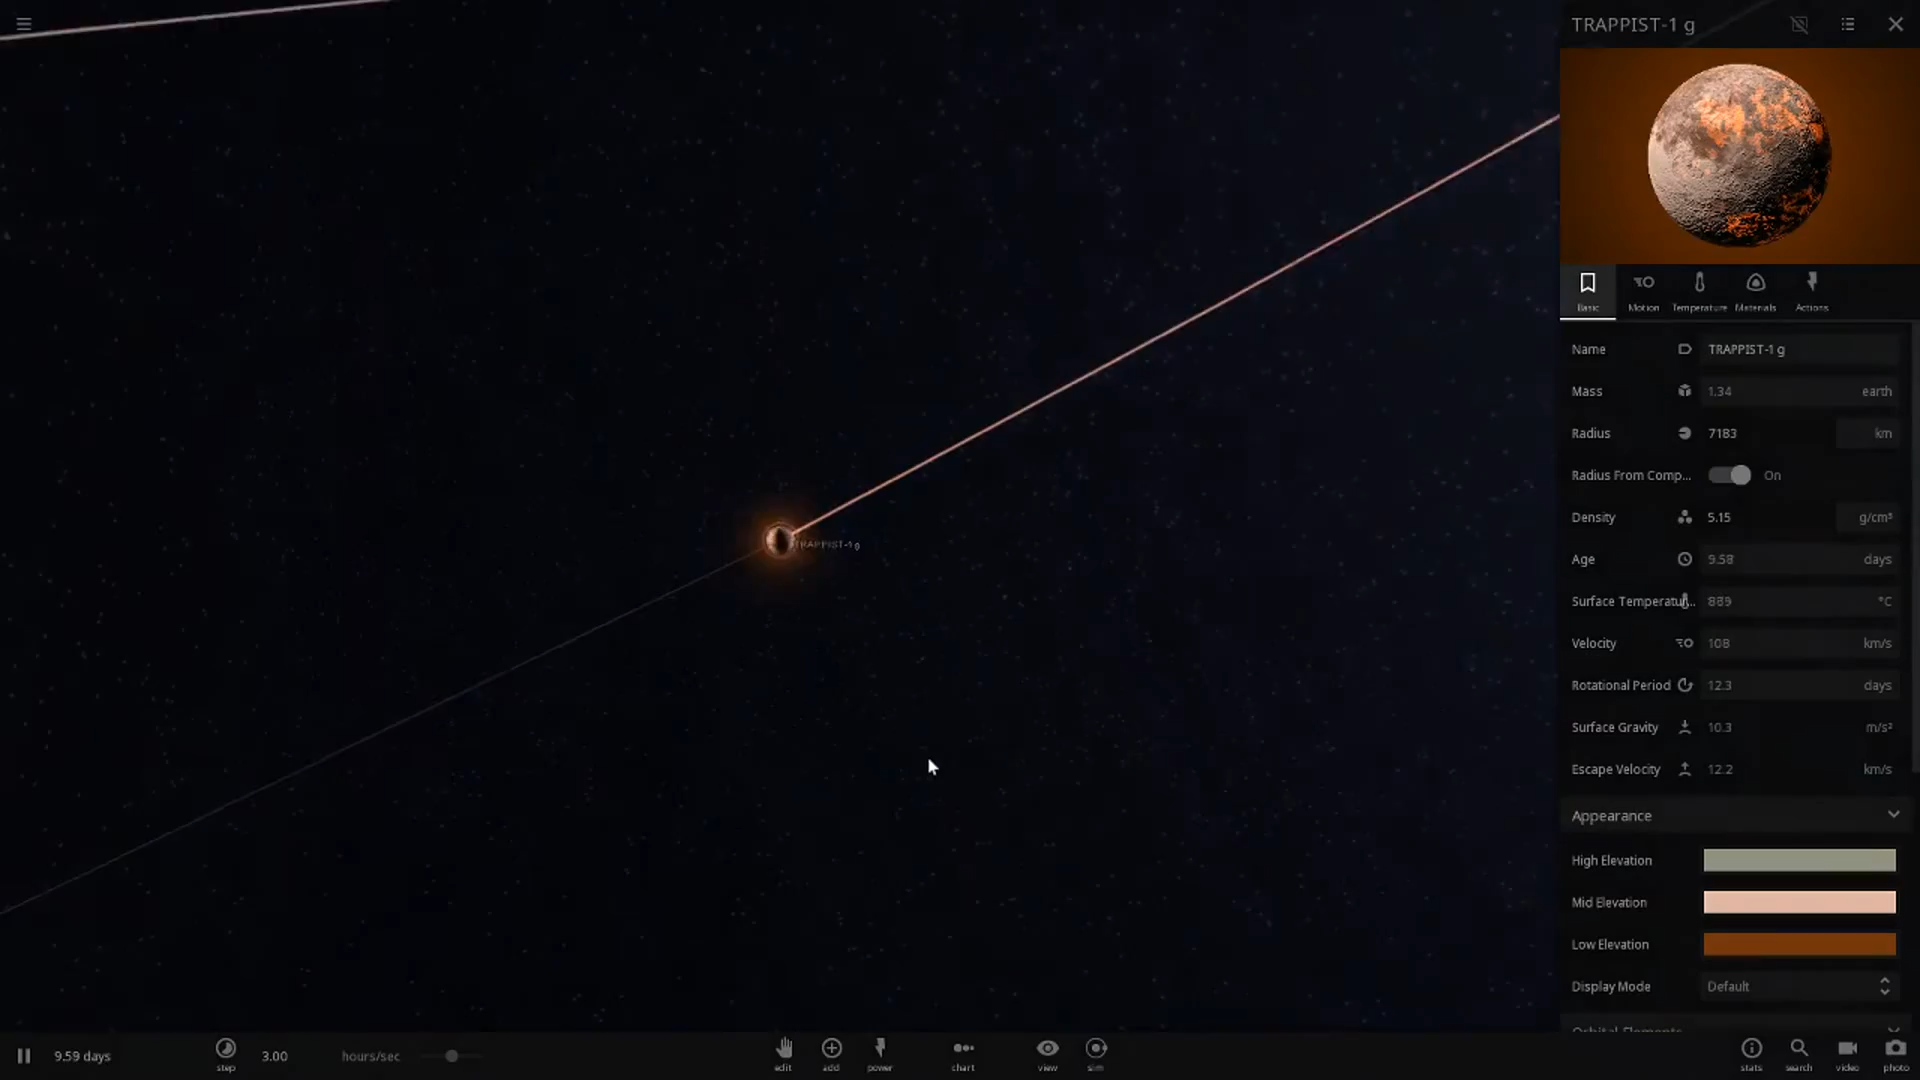 TRAPPIST-1 g
Basic
Motion
Temperature
Materials
Actions
Name TRAPPIST-1 g
Mass 1.34 earth
Radius 7183 km
Radius From Comp... On
Density 5.15 g/cm³
Age 9.58 days
Surface Temperatu... 889 °C
Velocity 108 km/s
Rotational Period 12.3 days
Surface Gravity 10.3 m/s²
Escape Velocity 12.2 km/s
Appearance
High Elevation
Mid Elevation
Low Elevation
Display Mode Default
Orbital Elements
TRAPPIST-1 g
9.59 days
step
3.00 hours/sec
edit
add
power
chart
view
sim
stats
search
video
photo